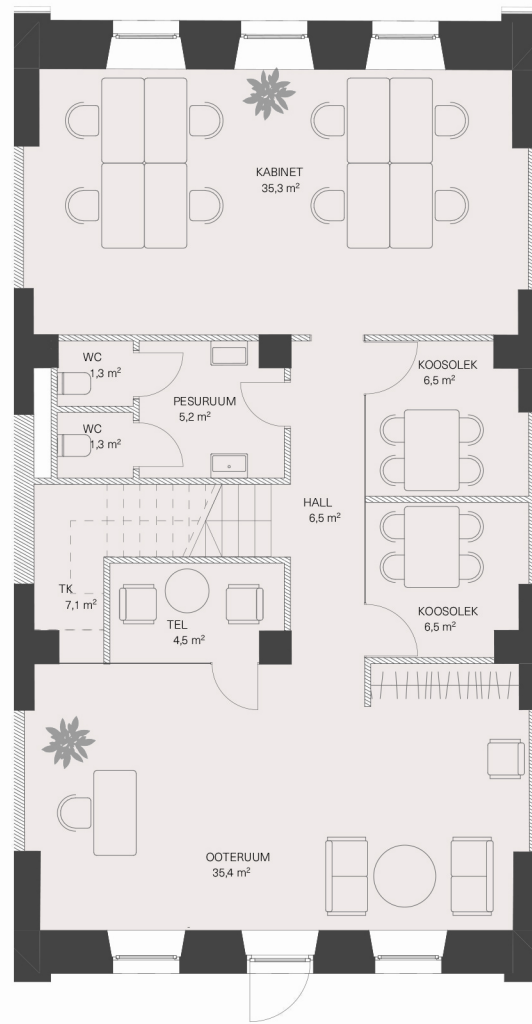 KABINET
35,3 m²
WC
1,3 m²
KOOSOLEK
6,5 m²
PESURUUM
5,2 m²
WC
1,3 m²
HALL
6,5 m²
TK
7,1 m²
TEL
4,5 m²
KOOSOLEK
6,5 m²
OOTERUUM
35,4 m²